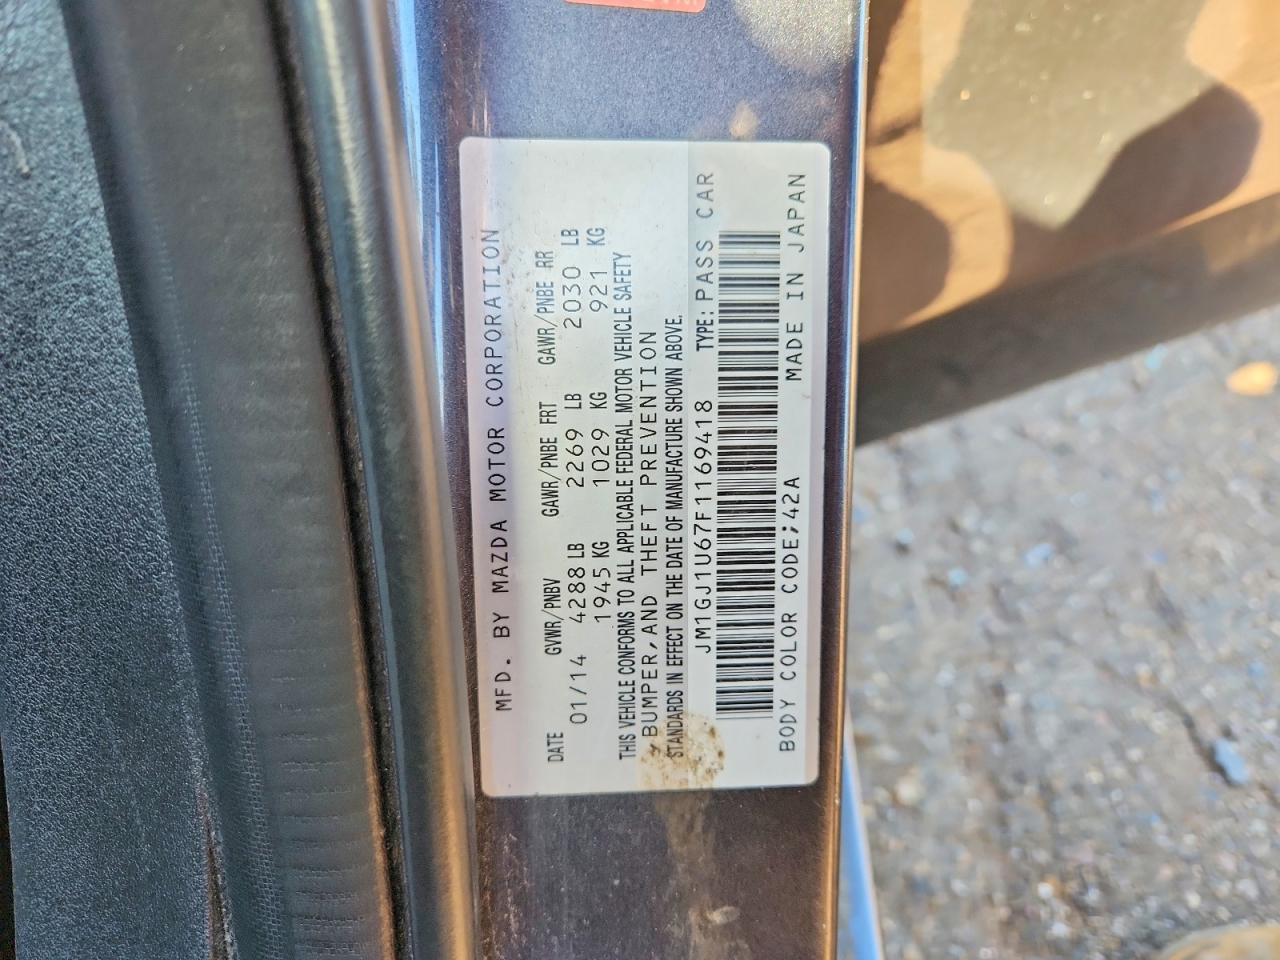 MFD. BY MAZDA MOTOR CORPORATION
DATE GVWR/PNBV GAWR/PNBE FRT GAWR/PNBE RR
01/14 4288 LB 2269 LB 2030 LB
1945 KG 1029 KG 921 KG
THIS VEHICLE CONFORMS TO ALL APPLICABLE FEDERAL MOTOR VEHICLE SAFETY
BUMPER, AND THEFT PREVENTION
STANDARDS IN EFFECT ON THE DATE OF MANUFACTURE SHOWN ABOVE.
JM1GJ1U67F1169418 TYPE: PASS CAR
BODY COLOR CODE;42A MADE IN JAPAN